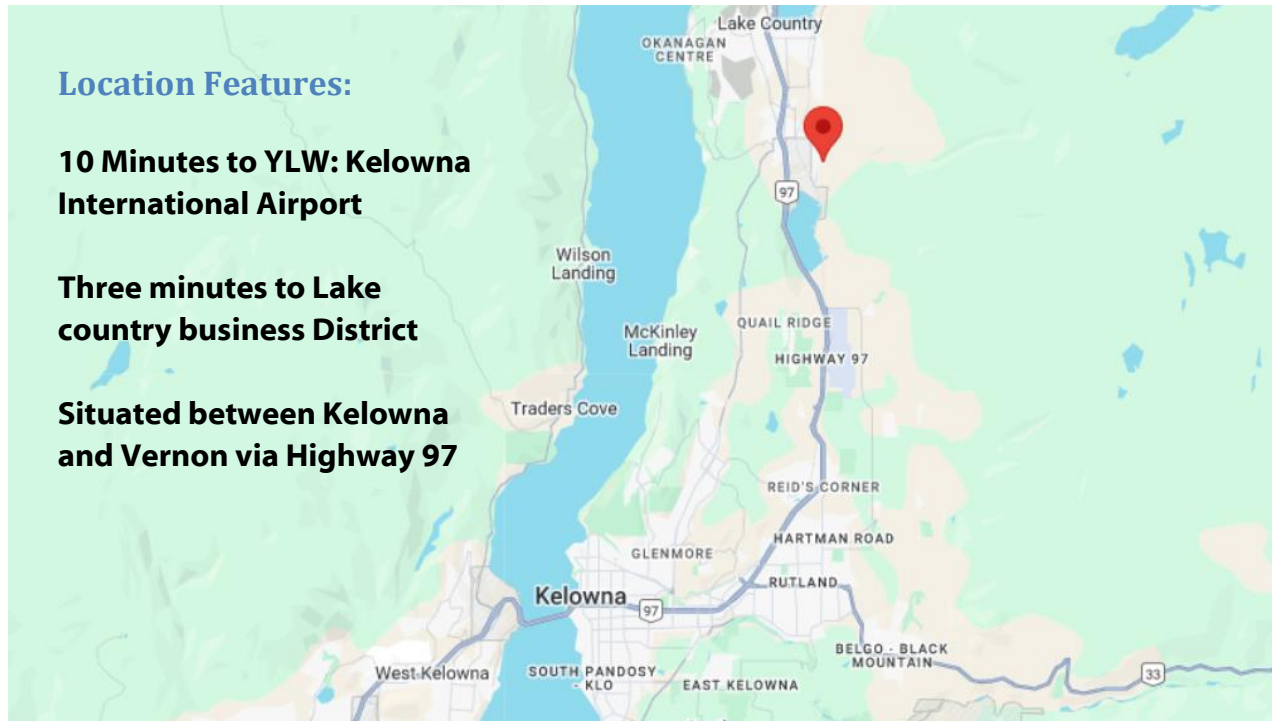 Location Features:
10 Minutes to YLW: Kelowna
International Airport
Three minutes to Lake
country business District
Situated between Kelowna
and Vernon via Highway 97
Lake Country
OKANAGAN
CENTRE
97
Wilson
Landing
McKinley
Landing
QUAIL RIDGE
HIGHWAY 97
Traders Cove
REID'S CORNER
HARTMAN ROAD
GLENMORE
RUTLAND
Kelowna
97
BELGO - BLACK
MOUNTAIN
West Kelowna
SOUTH PANDOSY
- KLO
EAST KELOWNA
33